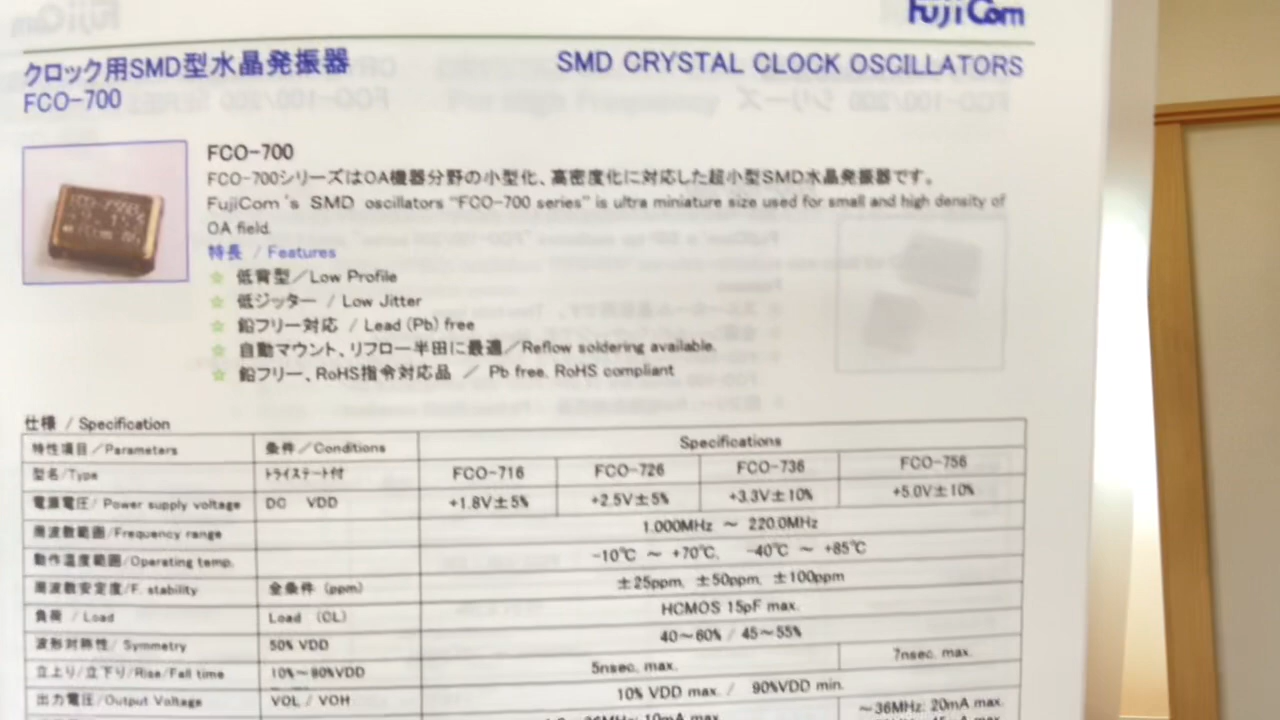 FujiCom
クロック用SMD型水晶発振器 SMD CRYSTAL CLOCK OSCILLATORS
FCO-700
FCO-700
FCO-700シリーズはOA機器分野の小型化、高密度化に対応した超小型SMD水晶発振器です。
FujiCom's SMD oscillators "FCO-700 series" is ultra miniature size used for small and high density of
OA field.
特長 / Features
☆ 低背型／Low Profile
☆ 低ジッター / Low Jitter
☆ 鉛フリー対応 / Lead (Pb) free
☆ 自動マウント、リフロー半田に最適／Reflow soldering available.
☆ 鉛フリー、RoHS指令対応品 ／ Pb free. RoHS compliant
仕様 / Specification
特性項目／Parameters 条件／Conditions Specifications
型名/Type トライステート付 FCO-716 FCO-726 FCO-736 FCO-756
電源電圧/ Power supply voltage DC VDD +1.8V±5% +2.5V±5% +3.3V±10% +5.0V±10%
周波数範囲/Frequency range 1.000MHz ～ 220.0MHz
動作温度範囲/Operating temp. -10℃ ～ +70℃, -40℃ ～ +85℃
周波数安定度/F. stability 全条件 (ppm) ±25ppm, ±50ppm, ±100ppm
負荷 / Load Load (CL) HCMOS 15pF max.
波形対称性/ Symmetry 50% VDD 40～60% / 45～55%
立上り/立下り/Rise/Fall time 10%～90%VDD 5nsec. max. 7nsec. max.
出力電圧/Output Voltage VOL / VOH 10% VDD max. / 90%VDD min.
～36MHz: 20mA max.